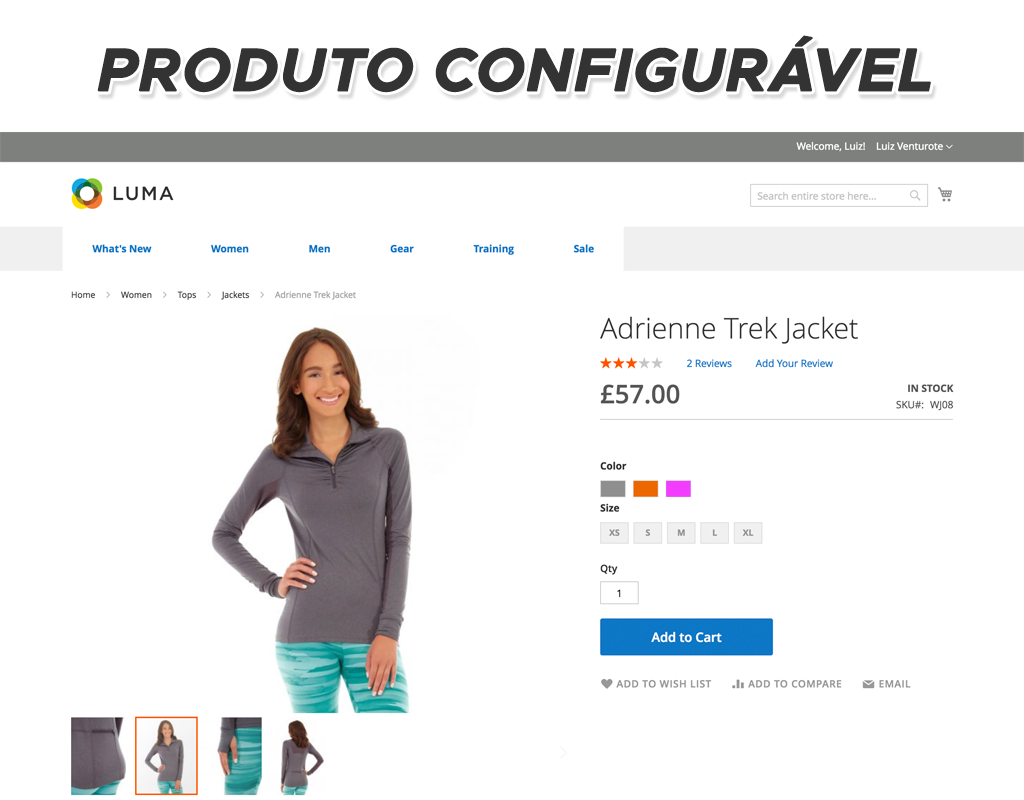 PRODUTO CONFIGURÁVEL
Welcome, Luiz! Luiz Venturote
LUMA
Search entire store here...
What's New Women Men Gear Training Sale
Home Women Tops Jackets Adrienne Trek Jacket
Adrienne Trek Jacket
2 Reviews Add Your Review
£57.00
IN STOCK
SKU#: WJ08
Color
Size
XS S M L XL
Qty
1
Add to Cart
ADD TO WISH LIST ADD TO COMPARE EMAIL